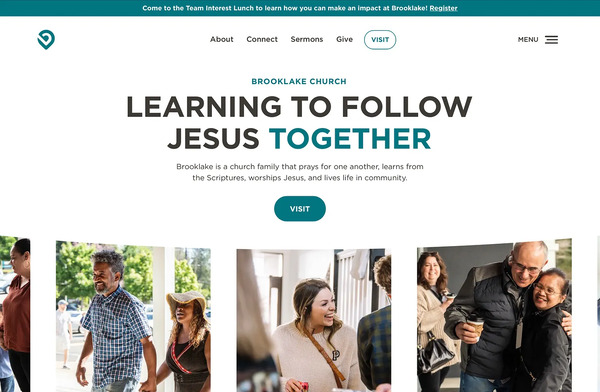 Come to the Team Interest Lunch to learn how you can make an impact at Brooklake! Register
About Connect Sermons Give VISIT MENU
BROOKLAKE CHURCH
LEARNING TO FOLLOW
JESUS TOGETHER
Brooklake is a church family that prays for one another, learns from
the Scriptures, worships Jesus, and lives life in community.
VISIT